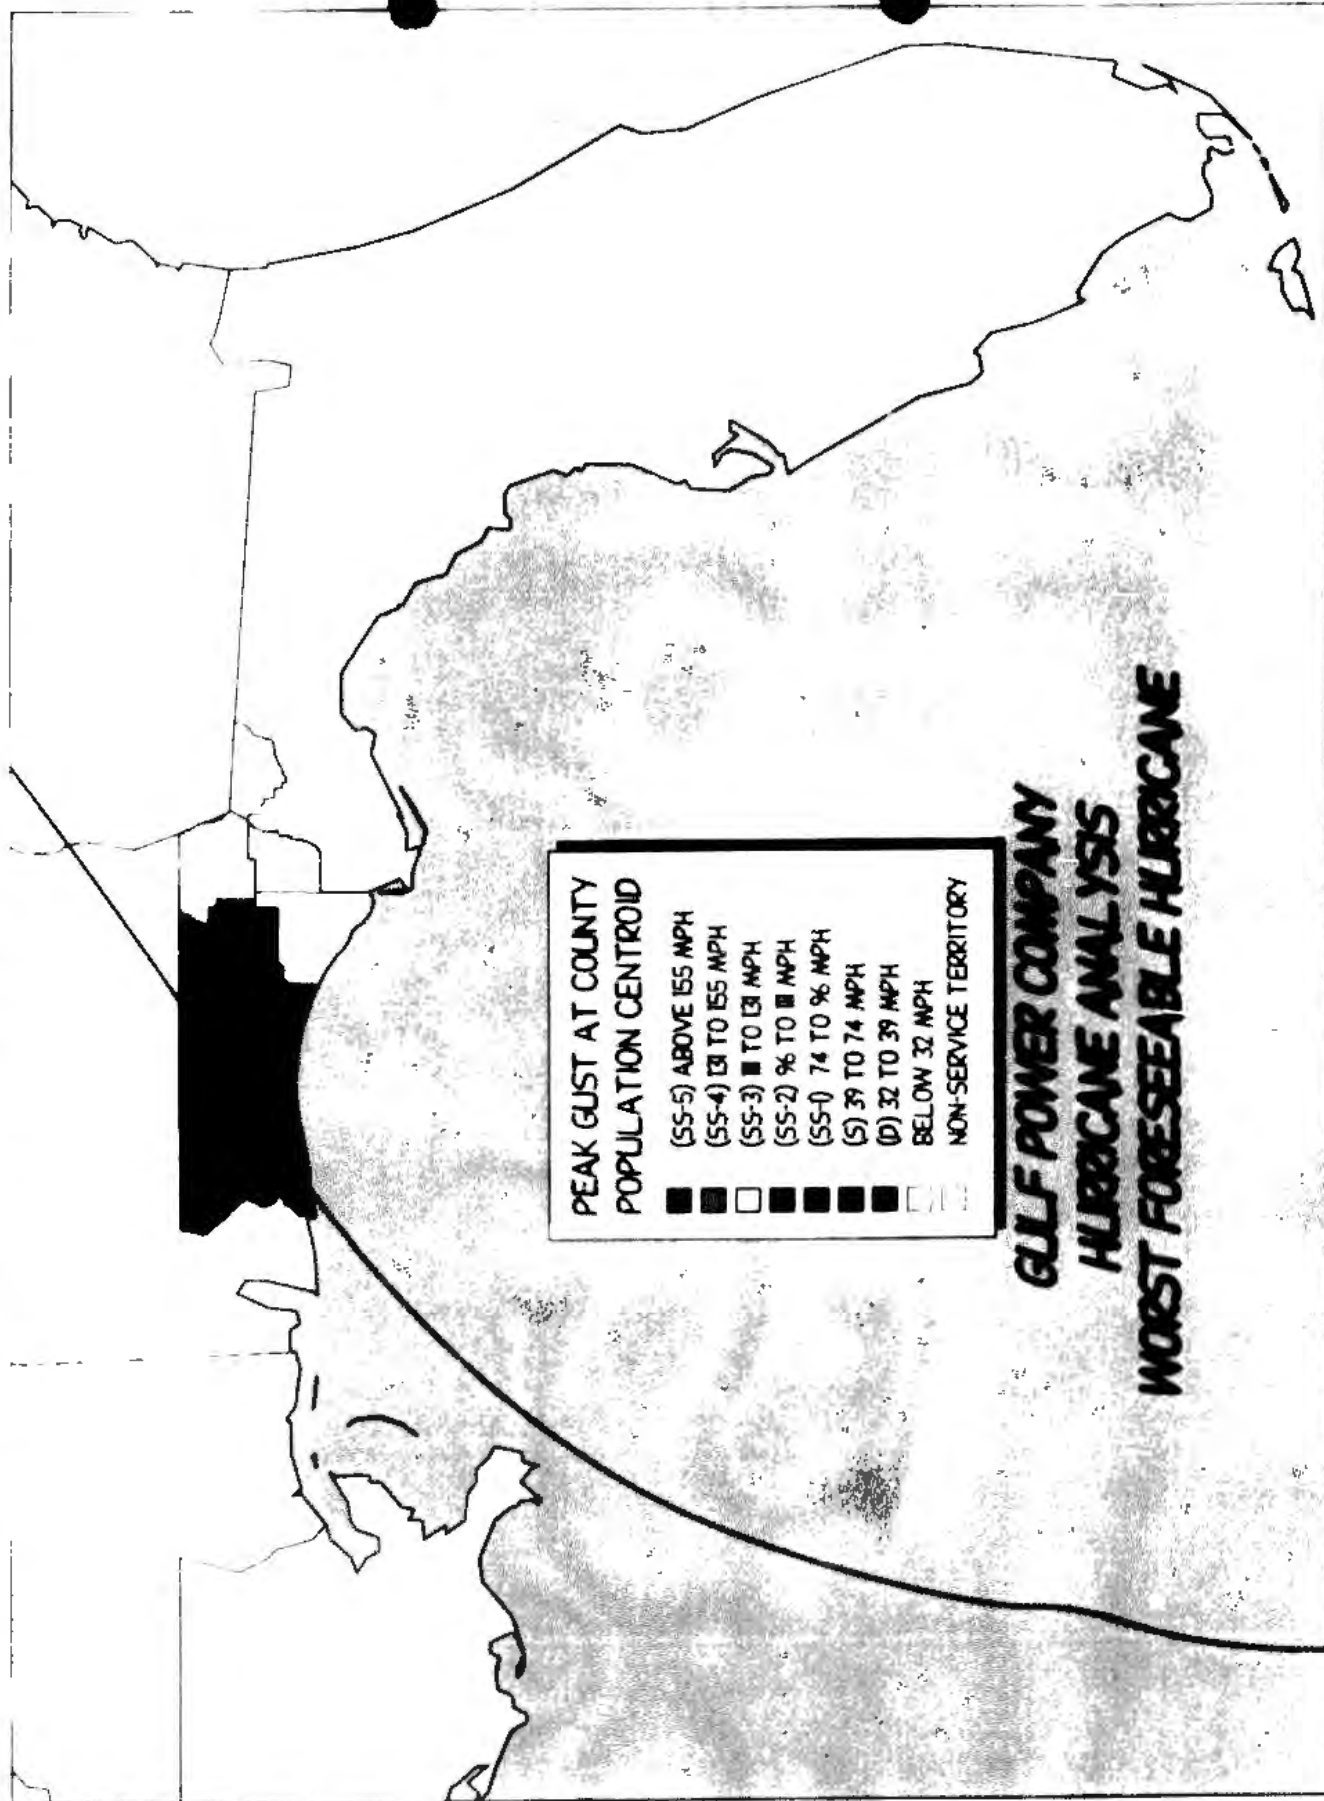 PEAK GUST AT COUNTY
POPULATION CENTROID
(SS-5) ABOVE 155 MPH
(SS-4) 131 TO 155 MPH
(SS-3) TO 131 MPH
(SS-2) 96 TO MPH
(SS-1) 74 TO 96 MPH
(S) 39 TO 74 MPH
(D) 32 TO 39 MPH
BELOW 32 MPH
NON-SERVICE TERRITORY
GULF POWER COMPANY
HURRICANE ANALYSIS
WORST FORESEEABLE HURRICANE